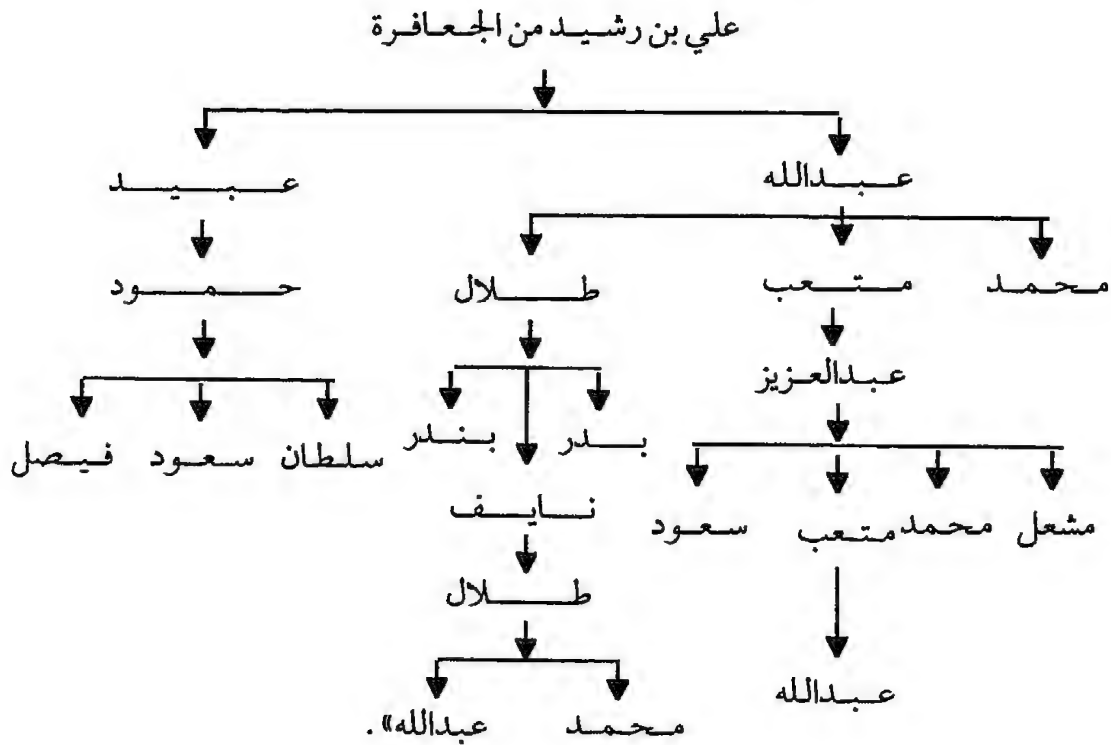 علي بن رشيد من الجعافرة
عبدالله عبيد
محمد متعب طلال حمود
عبدالعزيز
بدر بندر سلطان سعود فيصل
نايف
مشعل محمد متعب سعود
طلال
عبدالله
محمد عبدالله».